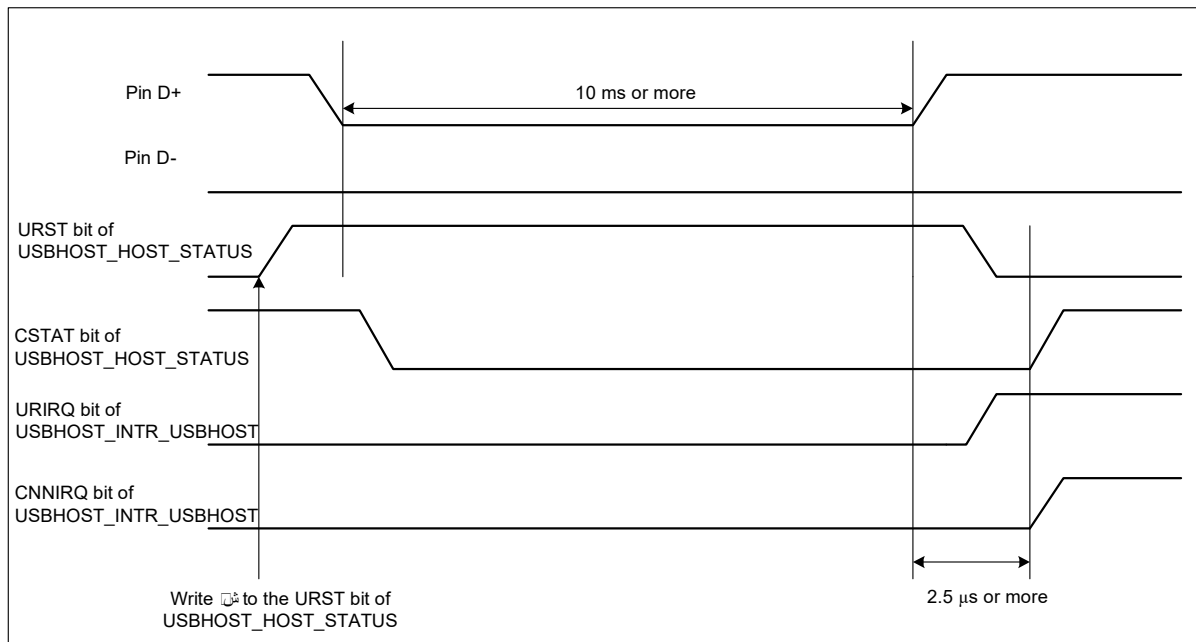 Pin D+
10 ms or more
Pin D-
URST bit of
USBHOST_HOST_STATUS
CSTAT bit of
USBHOST_HOST_STATUS
URIRQ bit of
USBHOST_INTR_USBHOST
CNNIRQ bit of
USBHOST_INTR_USBHOST
Write to the URST bit of
USBHOST_HOST_STATUS
2.5 μs or more